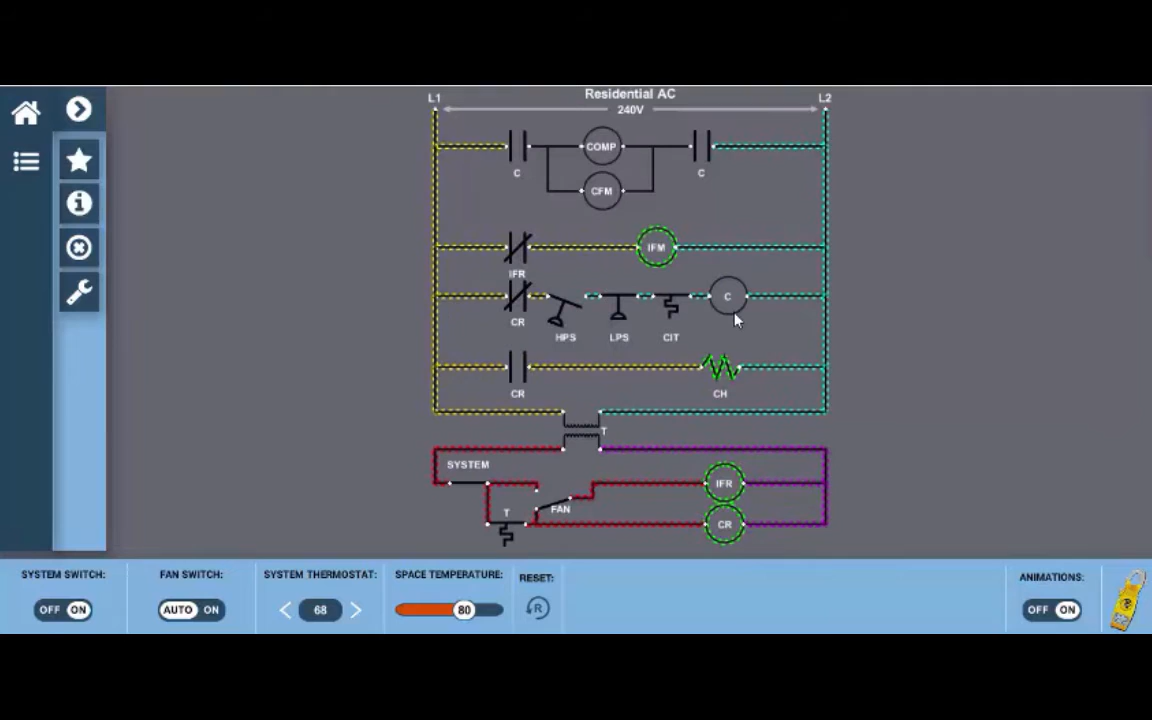 Residential AC
L1
L2
240V
COMP
C
C
CFM
IFM
IFR
C
CR
HPS
LPS
CIT
CR
CH
T
SYSTEM
IFR
T
FAN
CR
SYSTEM SWITCH:
FAN SWITCH:
SYSTEM THERMOSTAT:
SPACE TEMPERATURE:
RESET:
ANIMATIONS:
OFF ON
AUTO ON
68
80
R
OFF ON